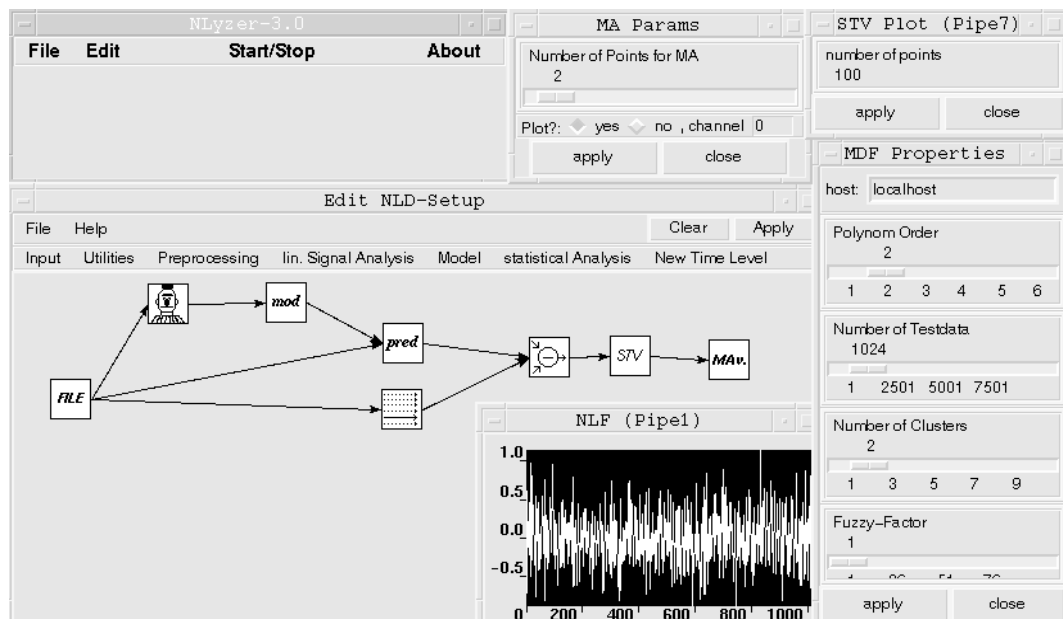 NLyzer-3.0
File Edit Start/Stop About
MA Params
Number of Points for MA
2
Plot?: yes no , channel 0
apply close
STV Plot (Pipe7)
number of points
100
apply close
MDF Properties
host: localhost
Polynom Order
2
1 2 3 4 5 6
Number of Testdata
1024
1 2501 5001 7501
Number of Clusters
2
1 3 5 7 9
Fuzzy-Factor
1
1 26 51 76
apply close
Edit NLD-Setup
File Help Clear Apply
Input Utilities Preprocessing lin. Signal Analysis Model statistical Analysis New Time Level
mod
pred
STV
MAv.
FILE
NLF (Pipe1)
1.0
0.5
0.0
-0.5
0 200 400 600 800 1000